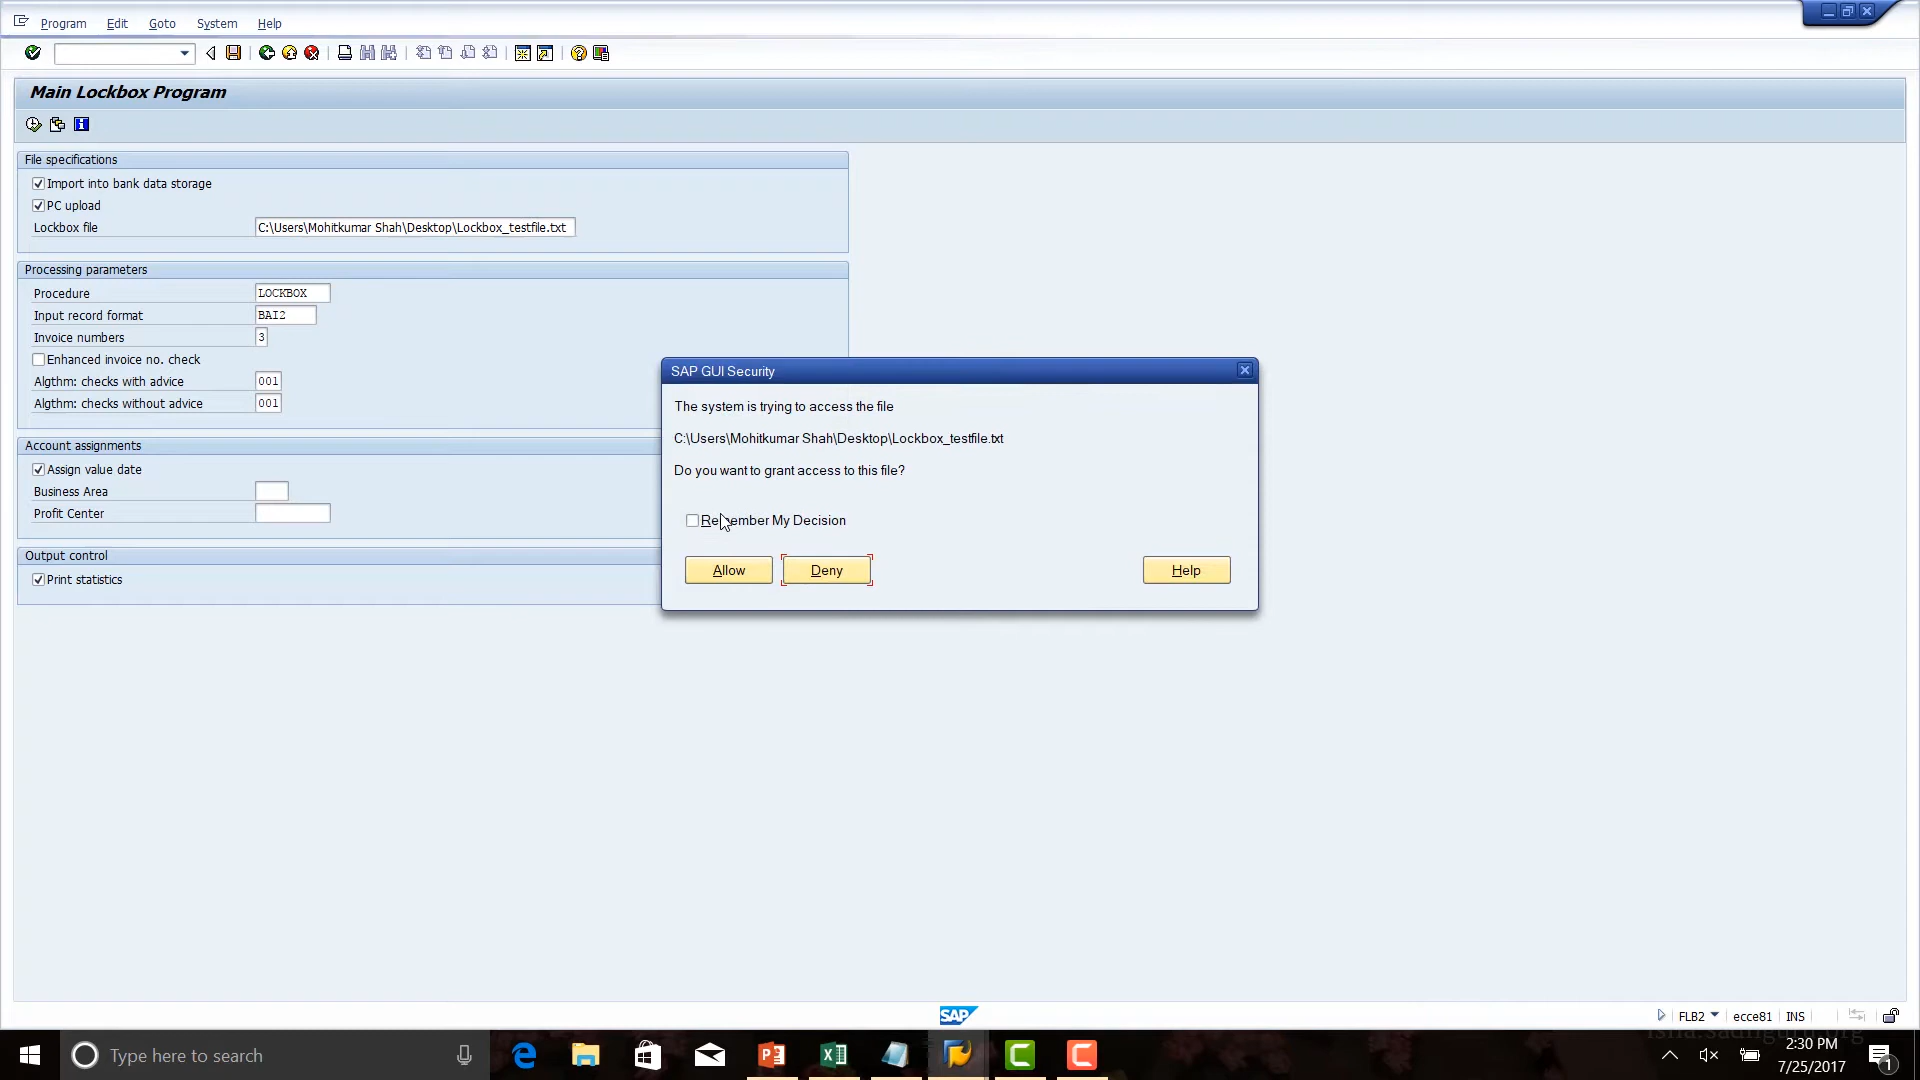 Program Edit Goto System Help
Main Lockbox Program
File specifications
Import into bank data storage
PC upload
Lockbox file C:\Users\Mohitkumar Shah\Desktop\Lockbox_testfile.txt
Processing parameters
Procedure LOCKBOX
Input record format BAI2
Invoice numbers 3
Enhanced invoice no. check
Algthm: checks with advice 001
Algthm: checks without advice 001
Account assignments
Assign value date
Business Area
Profit Center
Output control
Print statistics
SAP GUI Security
The system is trying to access the file
C:\Users\Mohitkumar Shah\Desktop\Lockbox_testfile.txt
Do you want to grant access to this file?
Remember My Decision
Allow Deny Help
SAP
FLB2 ecce81 INS
Type here to search
2:30 PM
7/25/2017
1